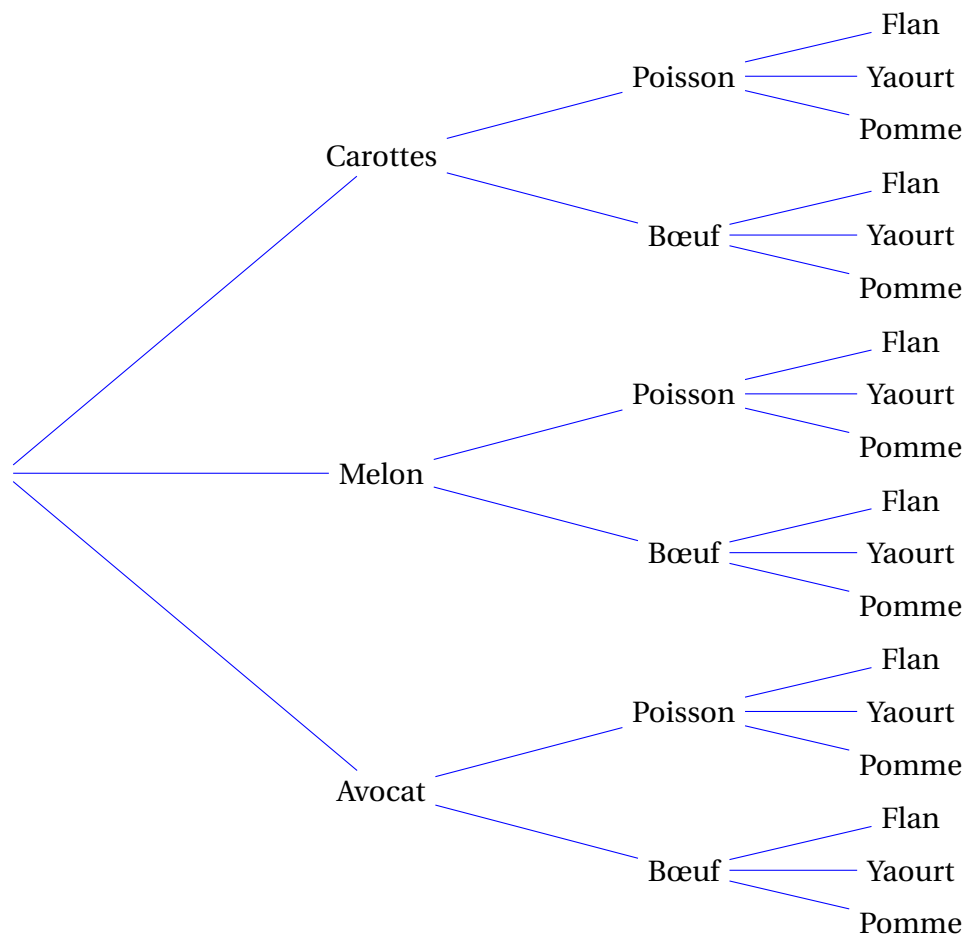 Flan
Poisson Yaourt
Pomme
Carottes
Flan
Bœuf Yaourt
Pomme
Flan
Poisson Yaourt
Pomme
Melon
Flan
Bœuf Yaourt
Pomme
Flan
Poisson Yaourt
Pomme
Avocat
Flan
Bœuf Yaourt
Pomme